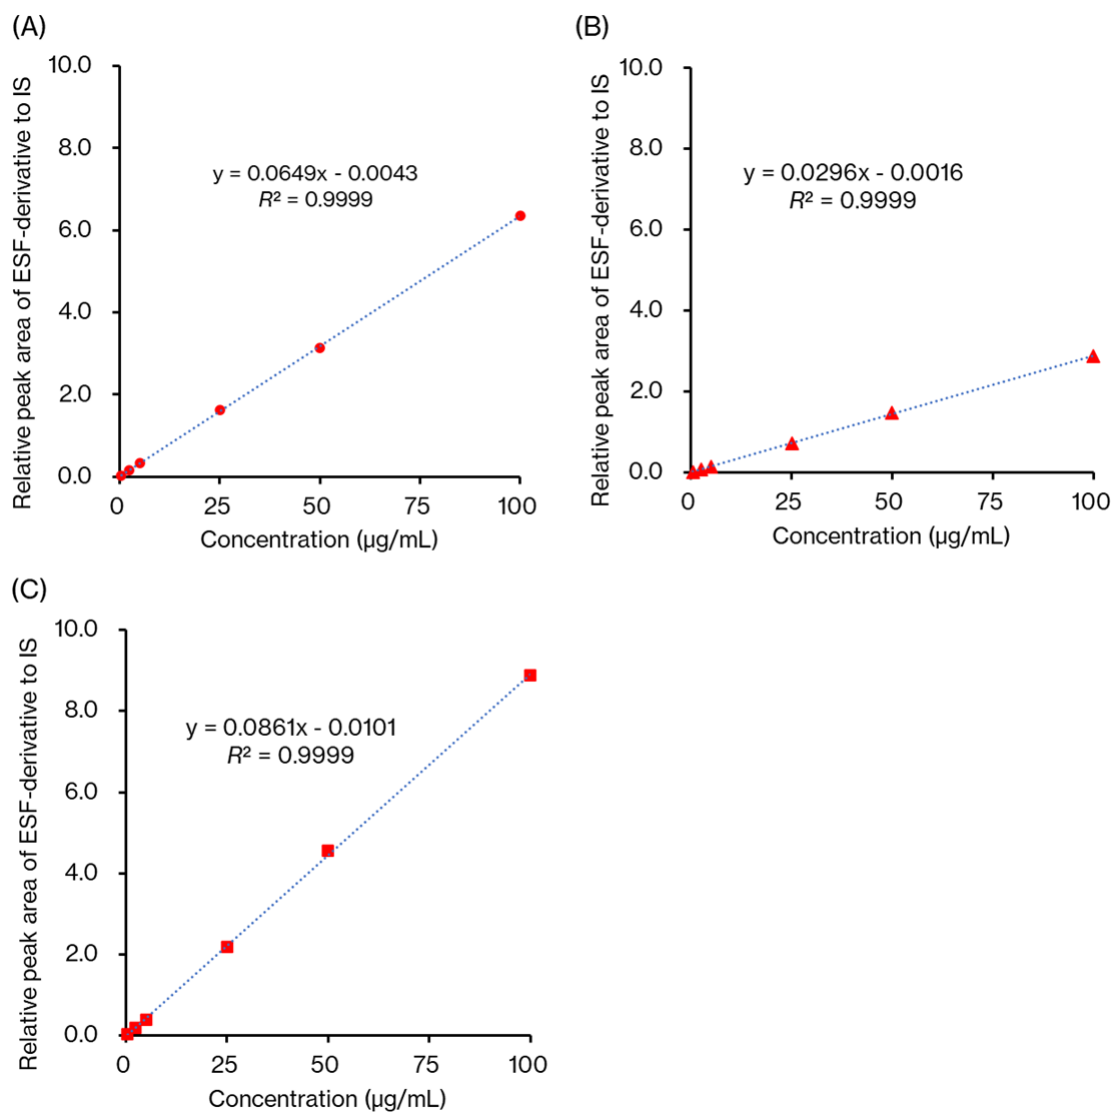 (A)
Relative peak area of ESF-derivative to IS
10.0
8.0
6.0
4.0
2.0
0.0
y = 0.0649x - 0.0043
R² = 0.9999
0 25 50 75 100
Concentration (µg/mL)
(B)
Relative peak area of ESF-derivative to IS
10.0
8.0
6.0
4.0
2.0
0.0
y = 0.0296x - 0.0016
R² = 0.9999
0 25 50 75 100
Concentration (µg/mL)
(C)
Relative peak area of ESF-derivative to IS
10.0
8.0
6.0
4.0
2.0
0.0
y = 0.0861x - 0.0101
R² = 0.9999
0 25 50 75 100
Concentration (µg/mL)